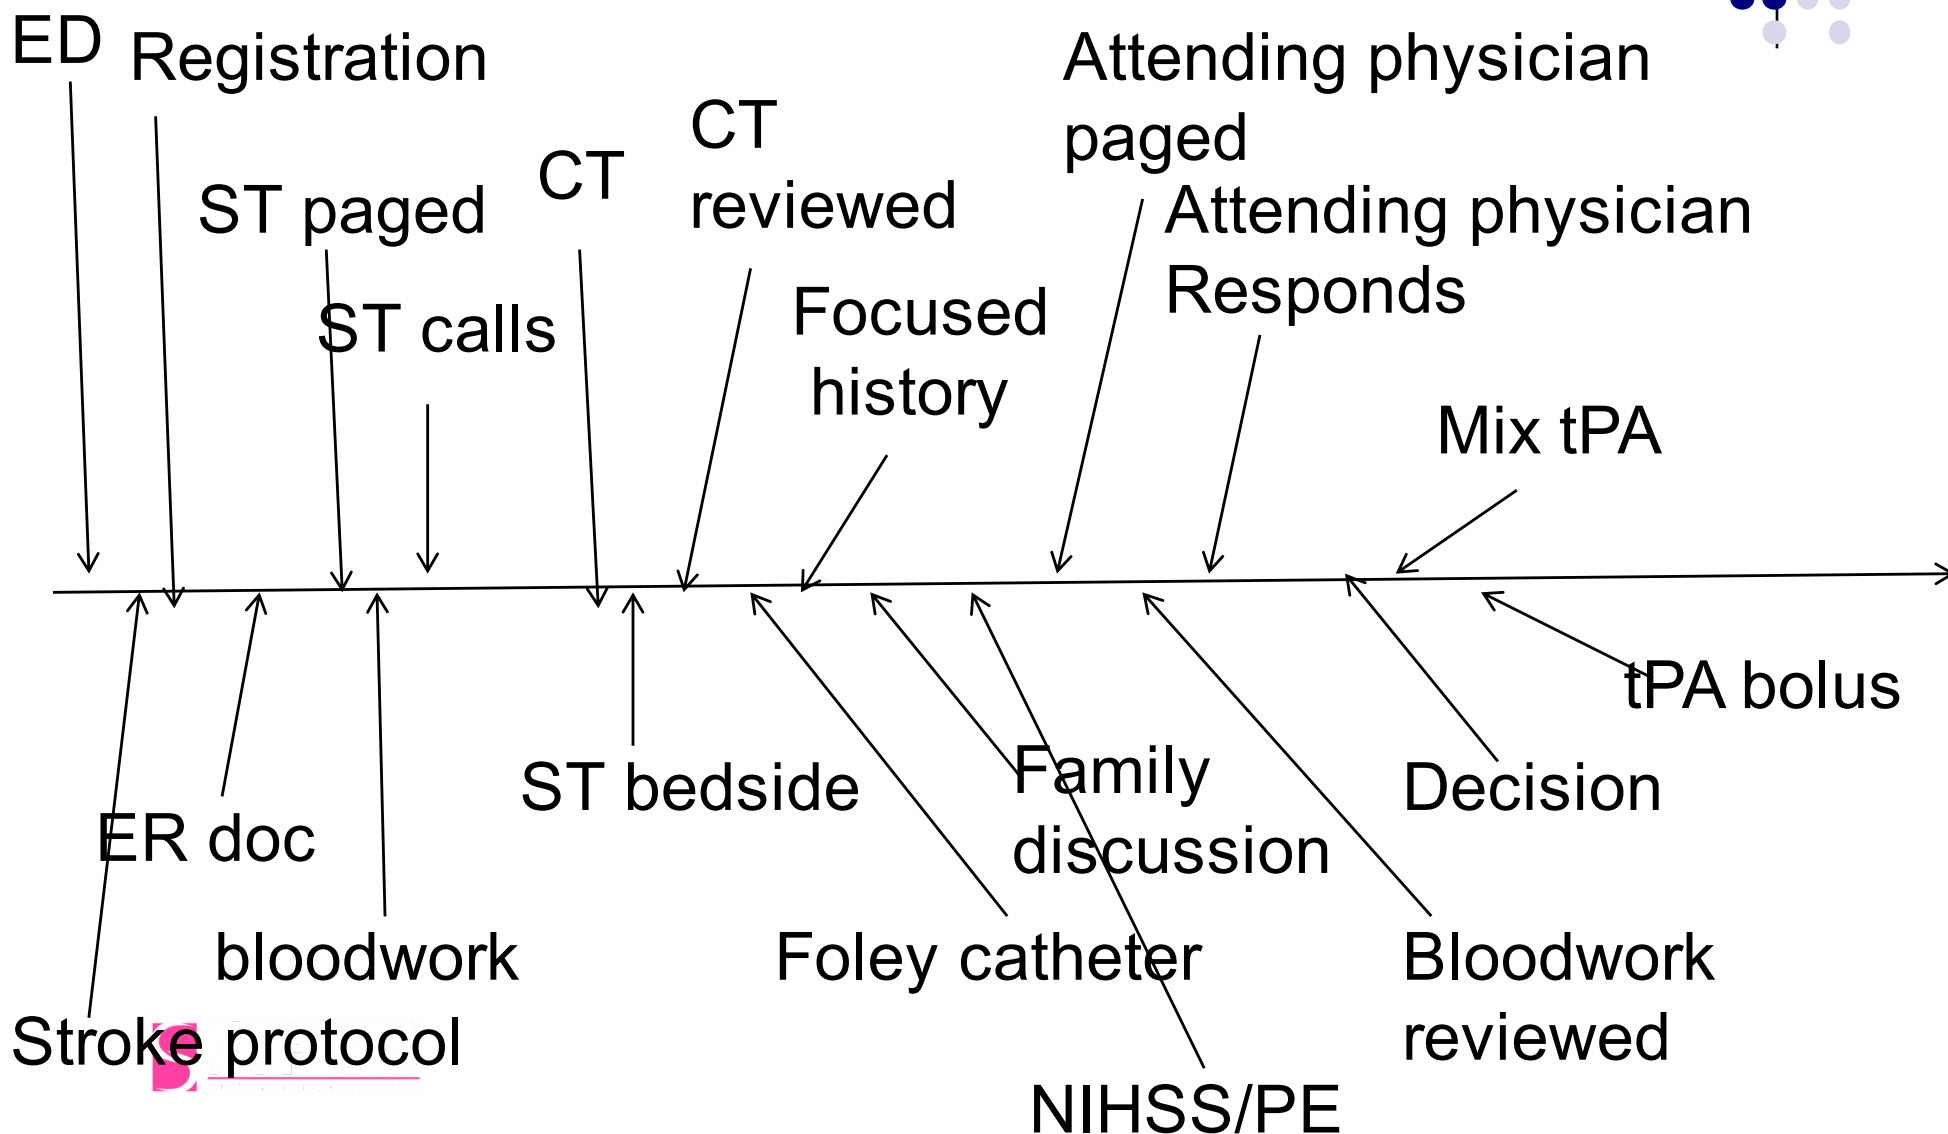 ED
Registration
Attending physician
paged
CT
reviewed
CT
ST paged
Attending physician
Responds
ST calls
Focused
history
Mix tPA
tPA bolus
ST bedside
Family
discussion
Decision
ER doc
bloodwork
Foley catheter
Bloodwork
reviewed
Stroke protocol
NIHSS/PE